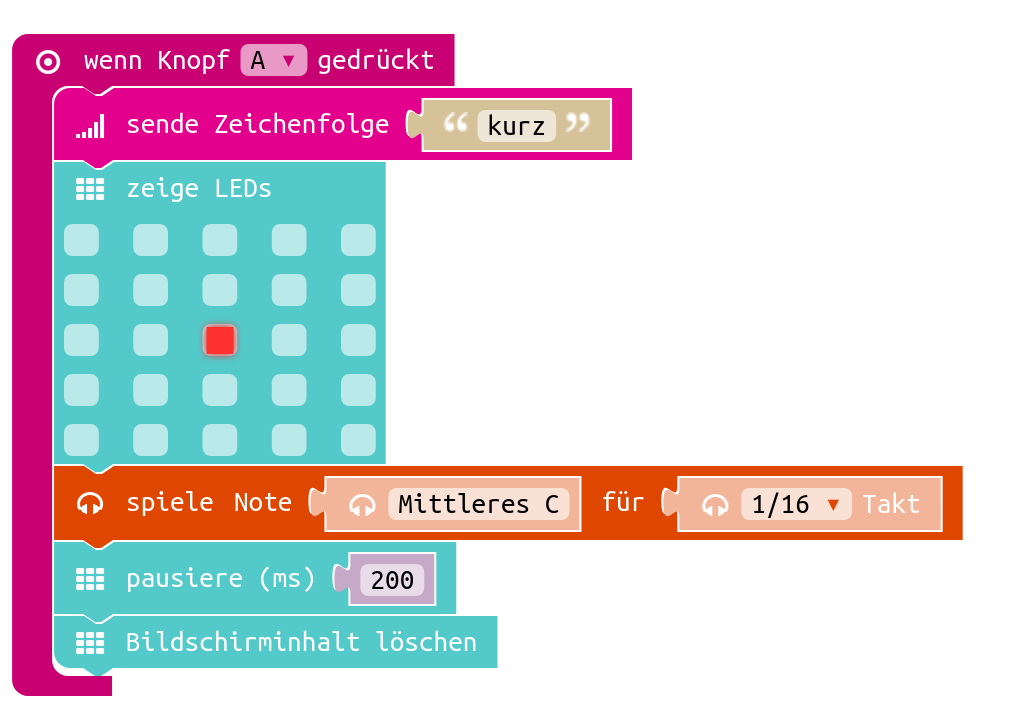 wenn Knopf A ▼ gedrückt
sende Zeichenfolge “ kurz ”
zeige LEDs
spiele Note Mittleres C für 1/16 ▼ Takt
pausiere (ms) 200
Bildschirminhalt löschen